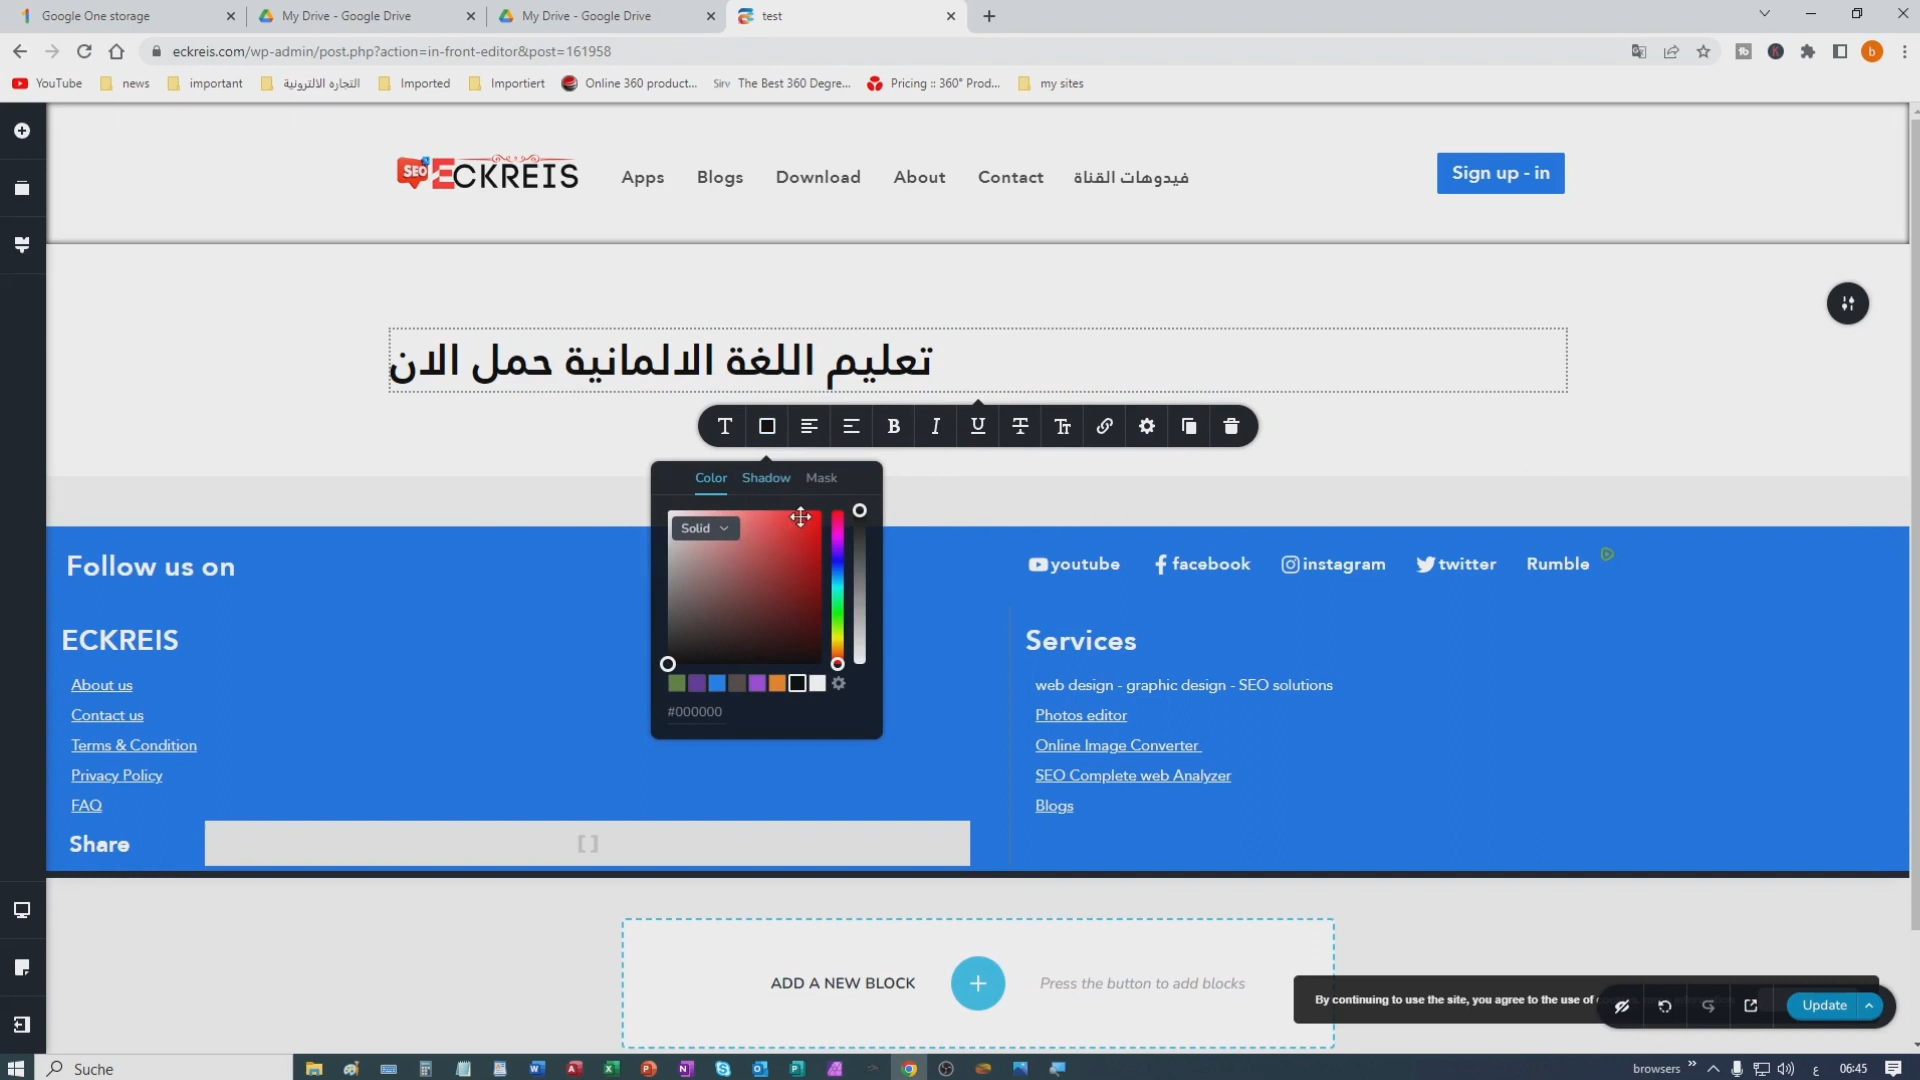 Google One storage
My Drive - Google Drive
My Drive - Google Drive
test
eckreis.com/wp-admin/post.php?action=in-front-editor&post=161958
b
YouTube
news
important
التجاره الالترونية
Imported
Importiert
Online 360 product...
Sirv The Best 360 Degre...
Pricing :: 360° Prod...
my sites
SEO ECKREIS
Apps
Blogs
Download
About
Contact
فيدوهات القناة
Sign up - in
تعليم اللغة الالمانية حمل الان
Color
Shadow
Mask
Solid
#000000
Follow us on
youtube
facebook
instagram
twitter
Rumble
ECKREIS
About us
Contact us
Terms & Condition
Privacy Policy
FAQ
Share
[ ]
Services
web design - graphic design - SEO solutions
Photos editor
Online Image Converter
SEO Complete web Analyzer
Blogs
ADD A NEW BLOCK
Press the button to add blocks
By continuing to use the site, you agree to the use of
Update
Suche
browsers
ع
06:45